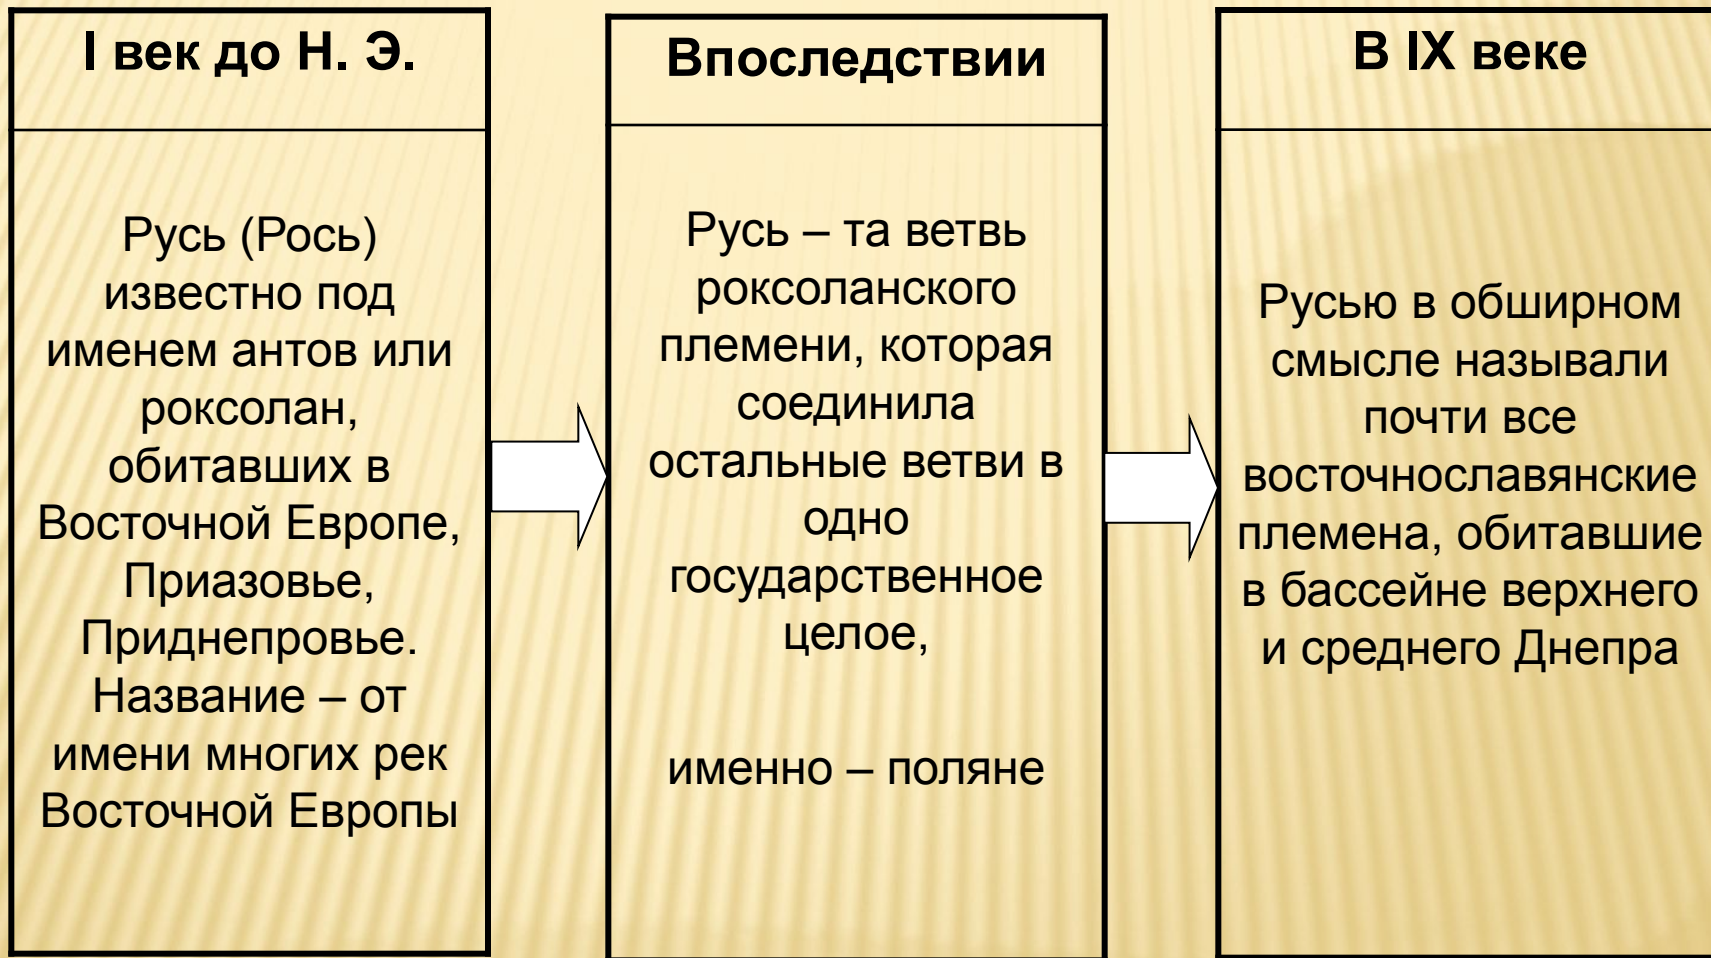 I век до Н. Э.
Русь (Рось)
известно под
именем антов или
роксолан,
обитавших в
Восточной Европе,
Приазовье,
Приднепровье.
Название – от
имени многих рек
Восточной Европы
Впоследствии
Русь – та ветвь
роксоланского
племени, которая
соединила
остальные ветви в
одно
государственное
целое,
именно – поляне
В IX веке
Русью в обширном
смысле называли
почти все
восточнославянские
племена, обитавшие
в бассейне верхнего
и среднего Днепра